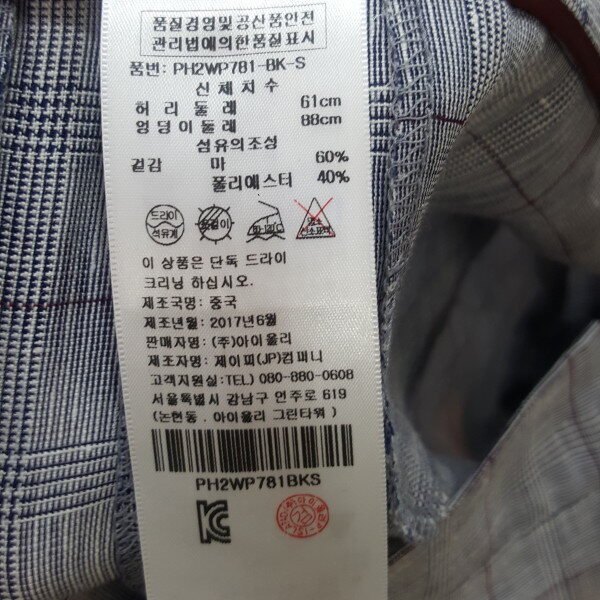 품질경영및공산품안전
관리법에의한품질표시
품번: PH2WP781-BK-S
신체치수
허리둘레 61cm
엉덩이둘레 88cm
섬유의조성
겉감 마 60%
폴리에스터 40%
드라이
석유계
이 상품은 단독 드라이
크리닝 하십시오.
제조국명: 중국
제조년월: 2017년6월
판매자명: (주)아이올리
제조자명: 제이피(JP)컴퍼니
고객지원실:TEL) 080-880-0608
서울특별시 강남구 언주로 619
(논현동, 아이올리 그린타워)
PH2WP781BKS